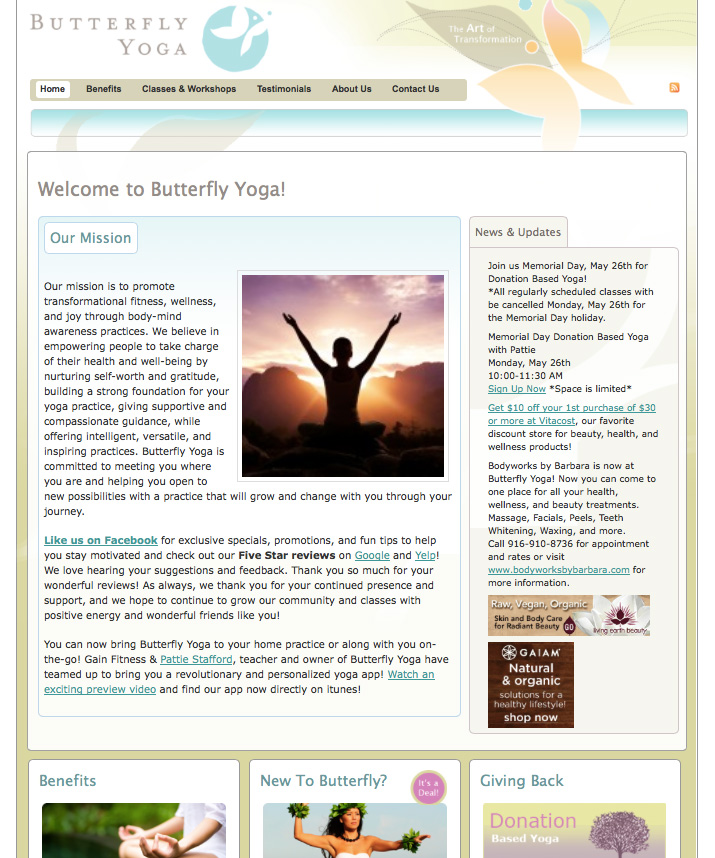 BUTTERFLY
YOGA
The Art of
Transformation
Home Benefits Classes & Workshops Testimonials About Us Contact Us
Welcome to Butterfly Yoga!
Our Mission
Our mission is to promote
transformational fitness, wellness,
and joy through body-mind
awareness practices. We believe in
empowering people to take charge
of their health and well-being by
nurturing self-worth and gratitude,
building a strong foundation for your
yoga practice, giving supportive and
compassionate guidance, while
offering intelligent, versatile, and
inspiring practices. Butterfly Yoga is
committed to meeting you where
you are and helping you open to
new possibilities with a practice that will grow and change with you through your
journey.
Like us on Facebook for exclusive specials, promotions, and fun tips to help
you stay motivated and check out our Five Star reviews on Google and Yelp!
We love hearing your suggestions and feedback. Thank you so much for your
wonderful reviews! As always, we thank you for your continued presence and
support, and we hope to continue to grow our community and classes with
positive energy and wonderful friends like you!
You can now bring Butterfly Yoga to your home practice or along with you on-
the-go! Gain Fitness & Pattie Stafford, teacher and owner of Butterfly Yoga have
teamed up to bring you a revolutionary and personalized yoga app! Watch an
exciting preview video and find our app now directly on itunes!
News & Updates
Join us Memorial Day, May 26th for
Donation Based Yoga!
*All regularly scheduled classes with
be cancelled Monday, May 26th for
the Memorial Day holiday.
Memorial Day Donation Based Yoga
with Pattie
Monday, May 26th
10:00-11:30 AM
Sign Up Now *Space is limited*
Get $10 off your 1st purchase of $30
or more at Vitacost, our favorite
discount store for beauty, health, and
wellness products!
Bodyworks by Barbara is now at
Butterfly Yoga! Now you can come to
one place for all your health,
wellness, and beauty treatments.
Massage, Facials, Peels, Teeth
Whitening, Waxing, and more.
Call 916-910-8736 for appointment
and rates or visit
www.bodyworksbybarbara.com for
more information.
Raw, Vegan, Organic
Skin and Body Care
for Radiant Beauty GO living earth beauty
GAIAM
Natural
& organic
solutions for a
healthy lifestyle!
shop now
Benefits
New To Butterfly?
It's a
Deal!
Giving Back
Donation
Based Yoga